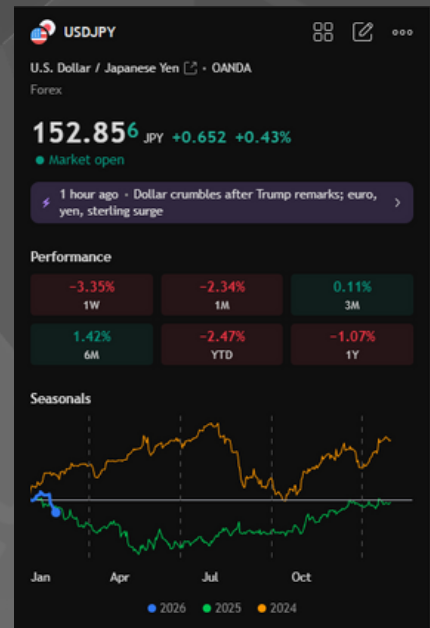 USDJPY
U.S. Dollar / Japanese Yen • OANDA
Forex
152.856 JPY +0.652 +0.43%
Market open
1 hour ago • Dollar crumbles after Trump remarks; euro,
yen, sterling surge
Performance
−3.35% −2.34% 0.11%
1W 1M 3M
1.42% −2.47% −1.07%
6M YTD 1Y
Seasonals
Jan Apr Jul Oct
2026 2025 2024